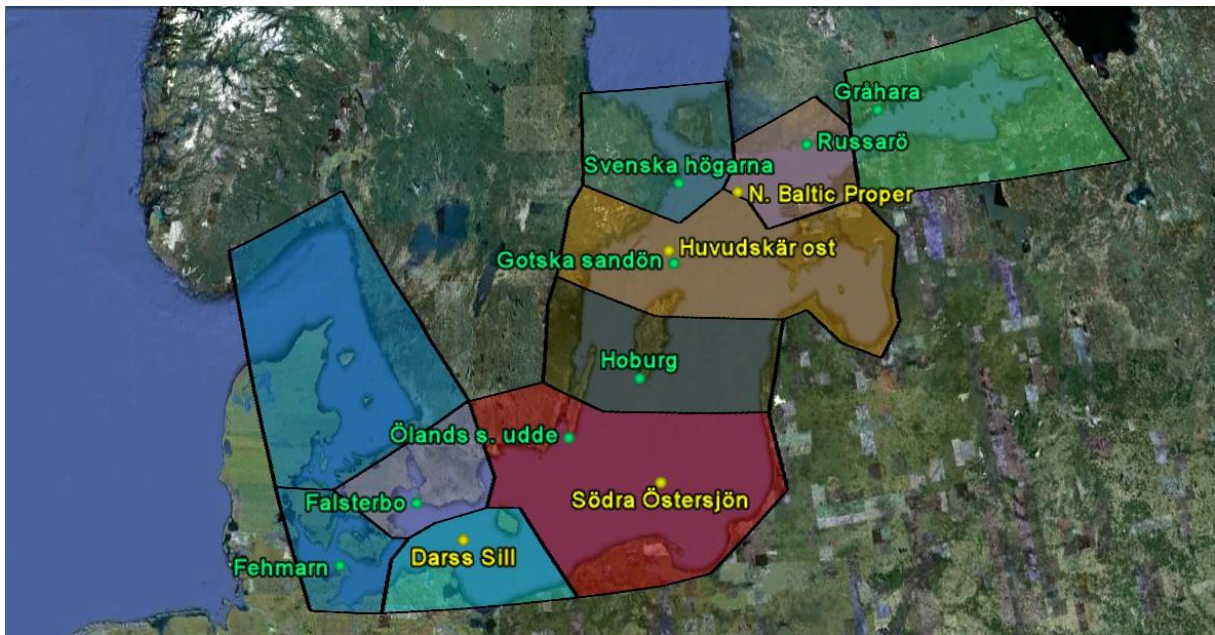 Gråhara
Russarö
Svenska högarna
N. Baltic Proper
Huvudskär ost
Gotska sandön
Hoburg
Ölands s. udde
Södra Östersjön
Falsterbo
Darss Sill
Fehmarn